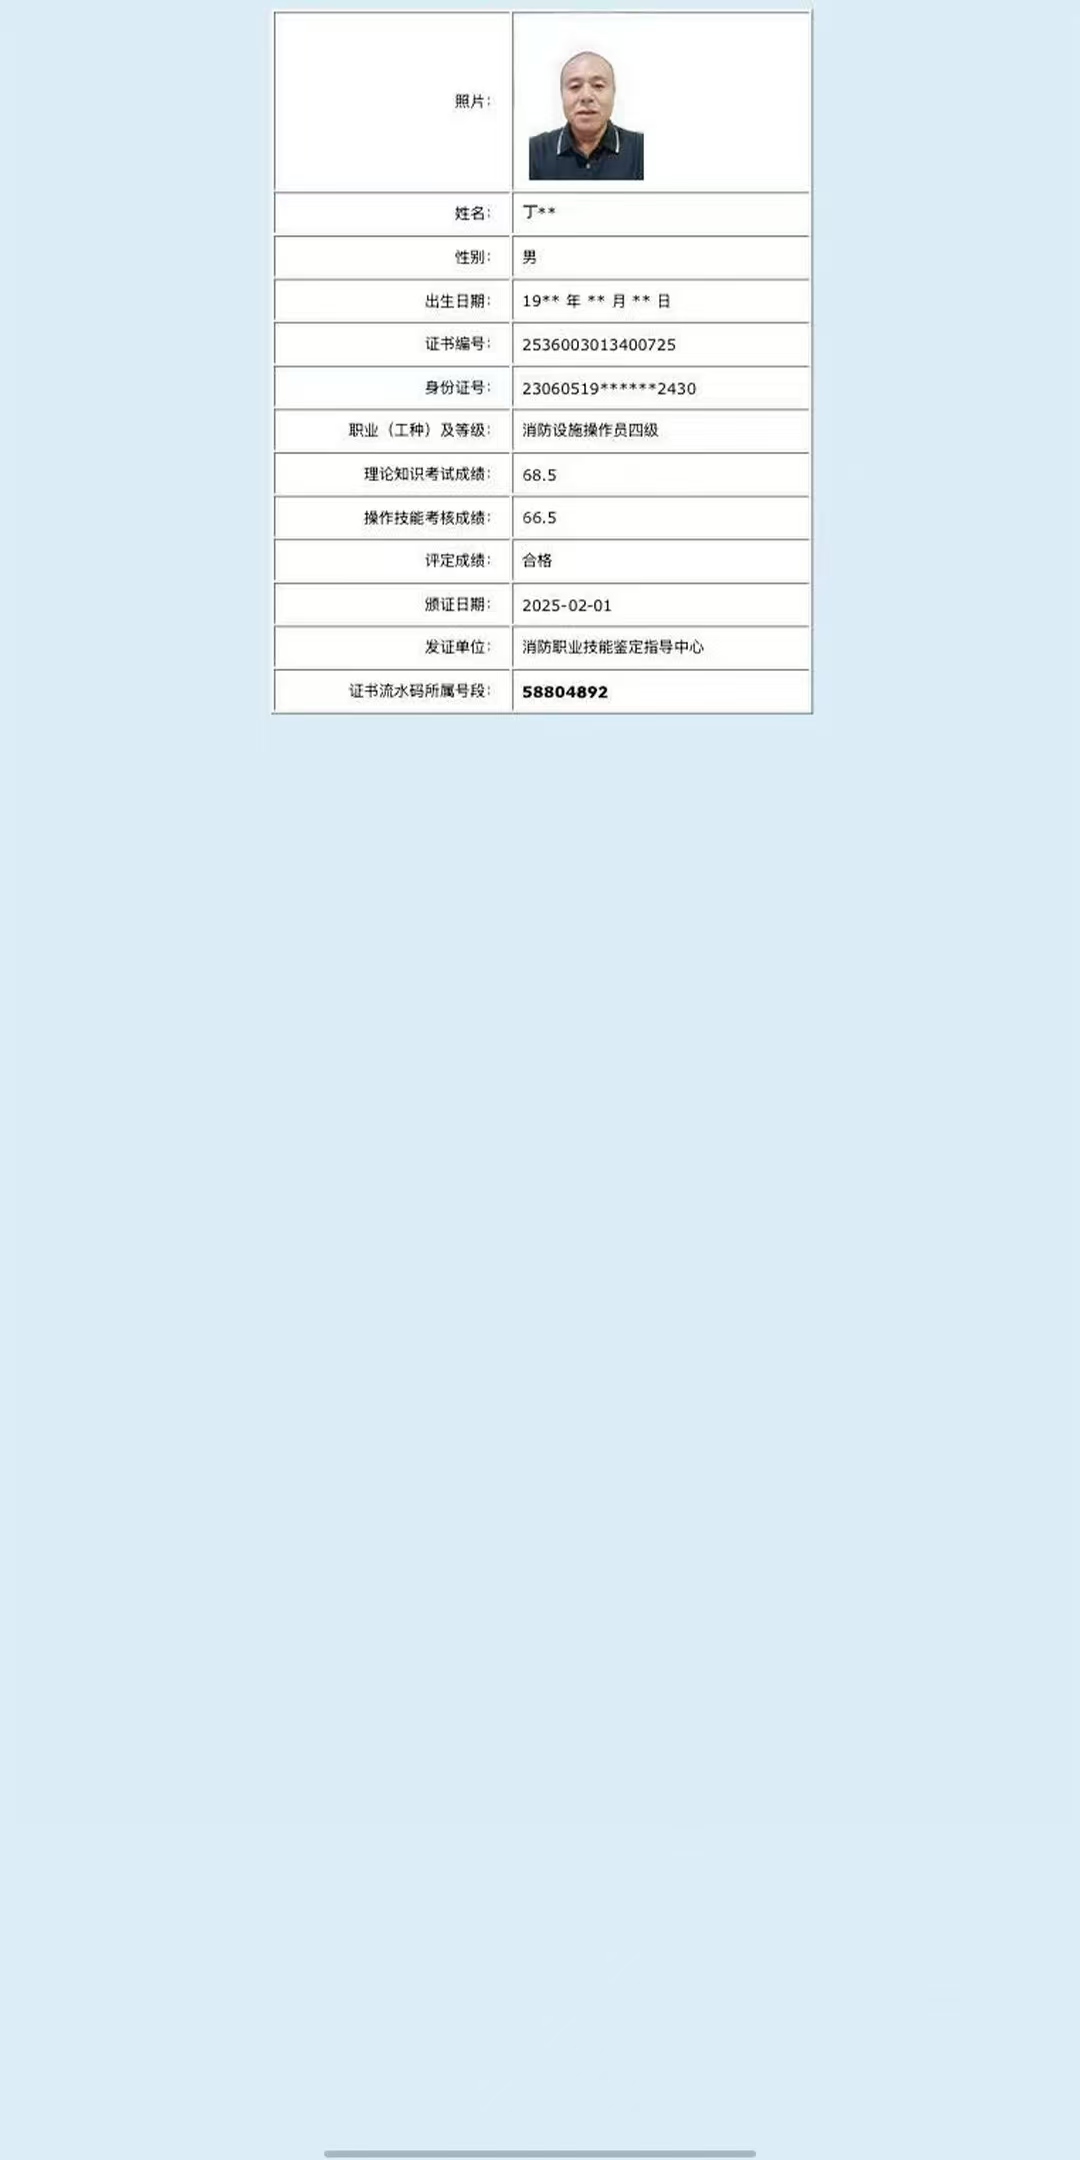 照片:
姓名: 丁**
性别: 男
出生日期: 19** 年 ** 月 ** 日
证书编号: 2536003013400725
身份证号: 23060519******2430
职业（工种）及等级: 消防设施操作员四级
理论知识考试成绩: 68.5
操作技能考核成绩: 66.5
评定成绩: 合格
颁证日期: 2025-02-01
发证单位: 消防职业技能鉴定指导中心
证书流水码所属号段: 58804892